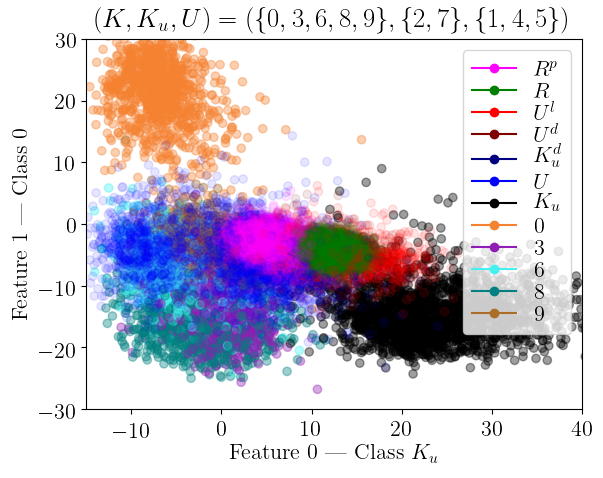 (K, K_u, U) = ({0, 3, 6, 8, 9}, {2, 7}, {1, 4, 5})
30
20
10
0
−10
−20
−30
Feature 1 — Class 0
R^p
R
U^l
U^d
K_u^d
U
K_u
0
3
6
8
9
−10
0
10
20
30
40
Feature 0 — Class K_u